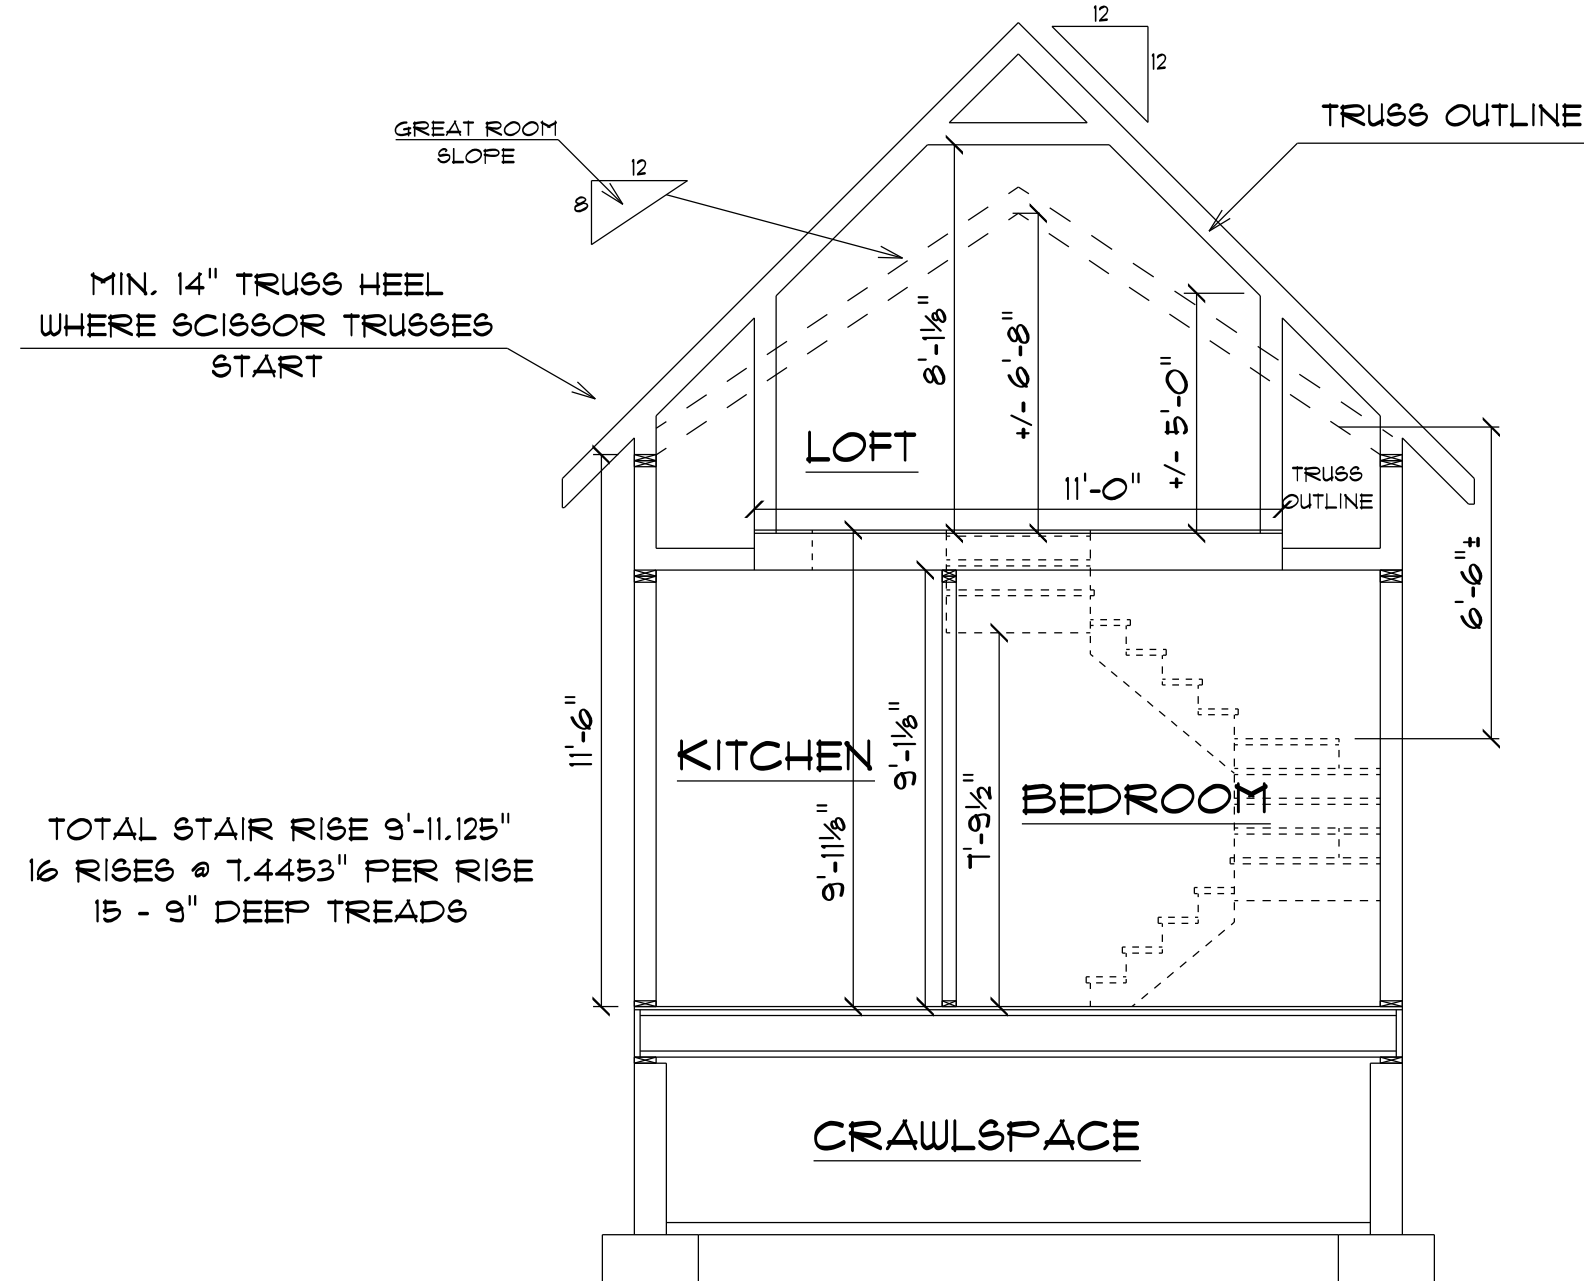 12
12
TRUSS OUTLINE
GREAT ROOM
SLOPE
12
8
MIN. 14" TRUSS HEEL
WHERE SCISSOR TRUSSES
START
8'-1⅛"
+/- 6'-8"
+/- 5'-0"
LOFT
11'-0"
TRUSS
OUTLINE
6'-6"±
11'-6"
KITCHEN
9'-1⅛"
9'-11⅛"
7'-9½"
BEDROOM
TOTAL STAIR RISE 9'-11.125"
16 RISES @ 7.4453" PER RISE
15 - 9" DEEP TREADS
CRAWLSPACE